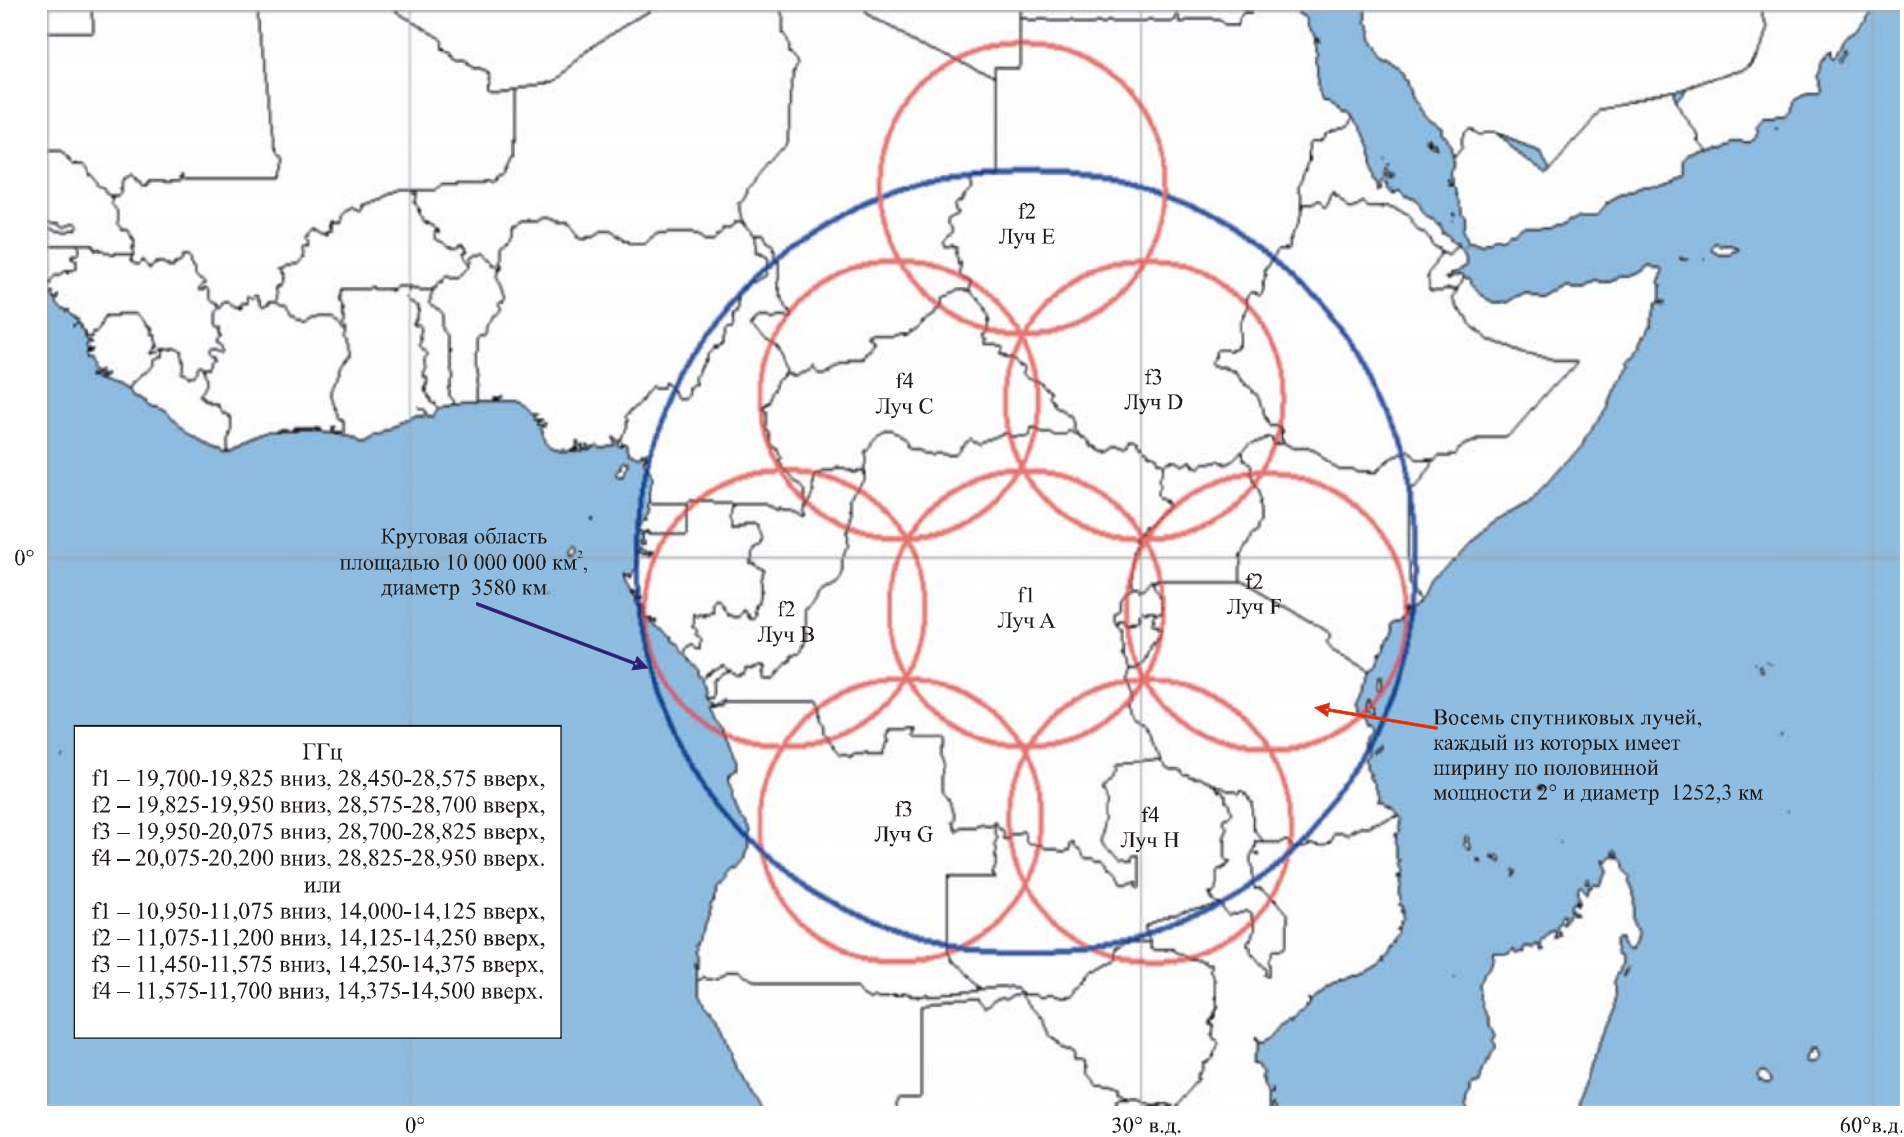 f2
Луч E
f4
Луч C
f3
Луч D
Круговая область
площадью 10 000 000 км²,
диаметр 3580 км
0°
f2
Луч B
f1
Луч A
f2
Луч F
Восемь спутниковых лучей,
каждый из которых имеет
ширину по половинной
мощности 2° и диаметр 1252,3 км
f3
Луч G
f4
Луч H
ГГц
f1 – 19,700-19,825 вниз, 28,450-28,575 вверх,
f2 – 19,825-19,950 вниз, 28,575-28,700 вверх,
f3 – 19,950-20,075 вниз, 28,700-28,825 вверх,
f4 – 20,075-20,200 вниз, 28,825-28,950 вверх.
или
f1 – 10,950-11,075 вниз, 14,000-14,125 вверх,
f2 – 11,075-11,200 вниз, 14,125-14,250 вверх,
f3 – 11,450-11,575 вниз, 14,250-14,375 вверх,
f4 – 11,575-11,700 вниз, 14,375-14,500 вверх.
0°
30° в.д.
60°в.д.